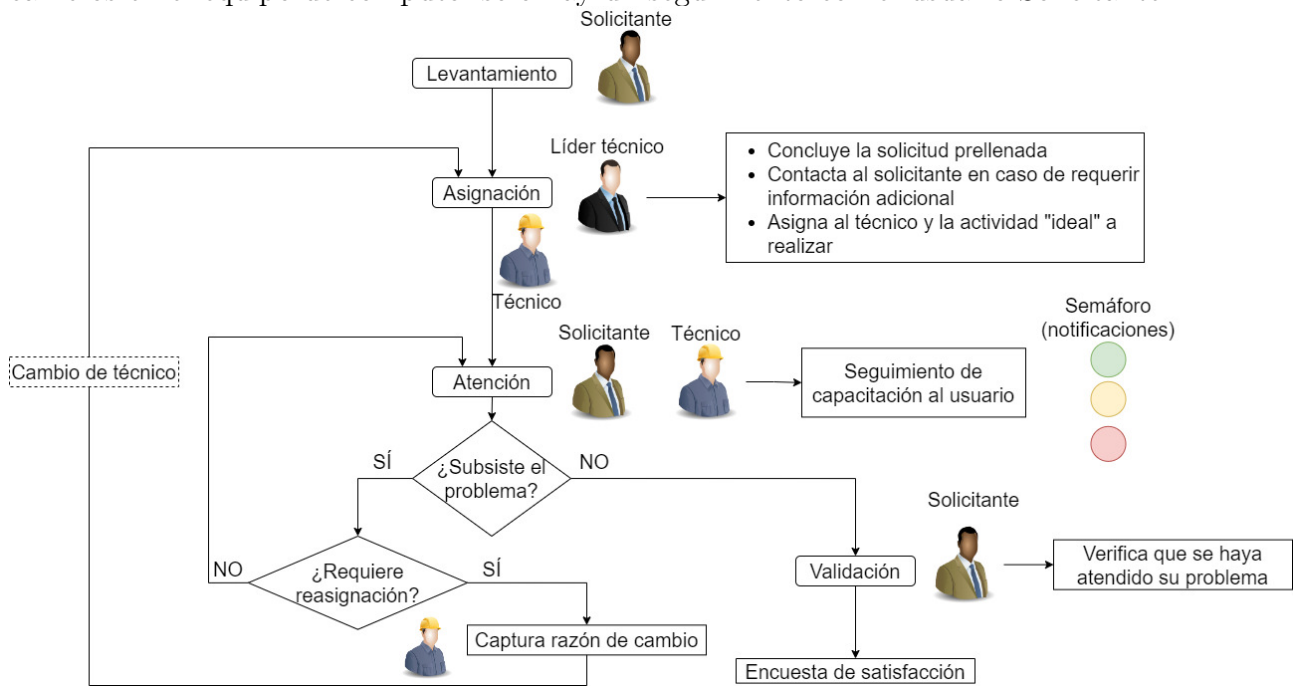 Solicitante
Levantamiento
Líder técnico
Asignación
• Concluye la solicitud prellenada
• Contacta al solicitante en caso de requerir
información adicional
• Asigna al técnico y la actividad "ideal" a
realizar
Técnico
Semáforo
(notificaciones)
Solicitante
Técnico
Cambio de técnico
Atención
Seguimiento de
capacitación al usuario
SÍ
¿Subsiste el
problema?
NO
Solicitante
NO
¿Requiere
reasignación?
SÍ
Validación
Verifica que se haya
atendido su problema
Captura razón de cambio
Encuesta de satisfacción